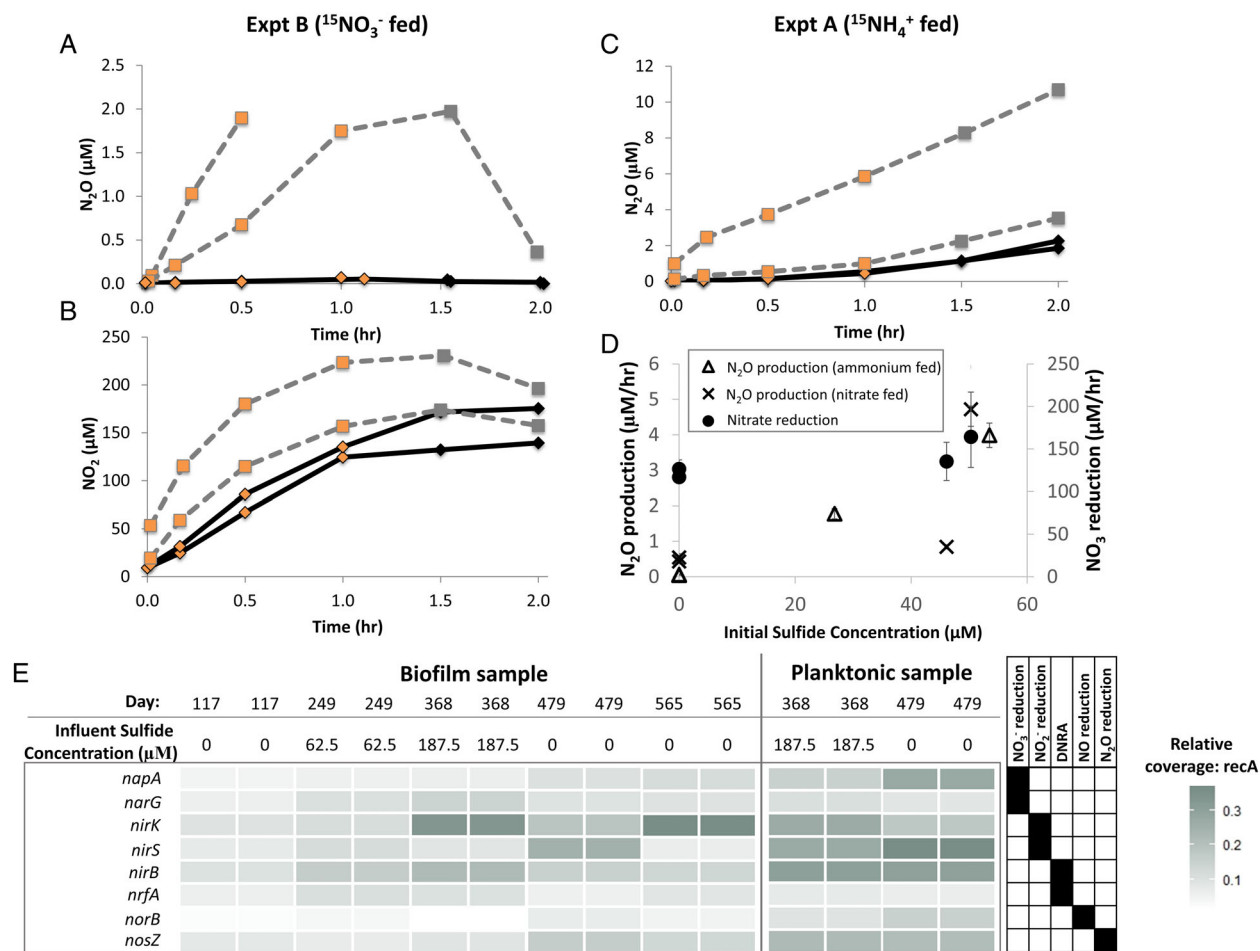 Expt B (¹⁵NO₃⁻ fed)
Expt A (¹⁵NH₄⁺ fed)
A
N₂O (μM)
2.5
2.0
1.5
1.0
0.5
0.0
0.0 0.5 1.0 1.5 2.0
Time (hr)
B
NO₂ (μM)
250
200
150
100
50
0
0.0 0.5 1.0 1.5 2.0
Time (hr)
C
N₂O (μM)
12
10
8
6
4
2
0
0.0 0.5 1.0 1.5 2.0
Time (hr)
D
N₂O production (μM/hr)
6
5
4
3
2
1
0
N₂O production (ammonium fed)
N₂O production (nitrate fed)
Nitrate reduction
250
200
150
100
50
0
NO₃ reduction (μM/hr)
0 20 40 60
Initial Sulfide Concentration (μM)
E
Biofilm sample Planktonic sample
Day: 117 117 249 249 368 368 479 479 565 565 368 368 479 479
Influent Sulfide
Concentration (μM) 0 0 62.5 62.5 187.5 187.5 0 0 0 0 187.5 187.5 0 0
NO₃⁻ reduction
NO₂⁻ reduction
DNRA
NO reduction
N₂O reduction
napA
narG
nirK
nirS
nirB
nrfA
norB
nosZ
Relative
coverage: recA
0.3
0.2
0.1